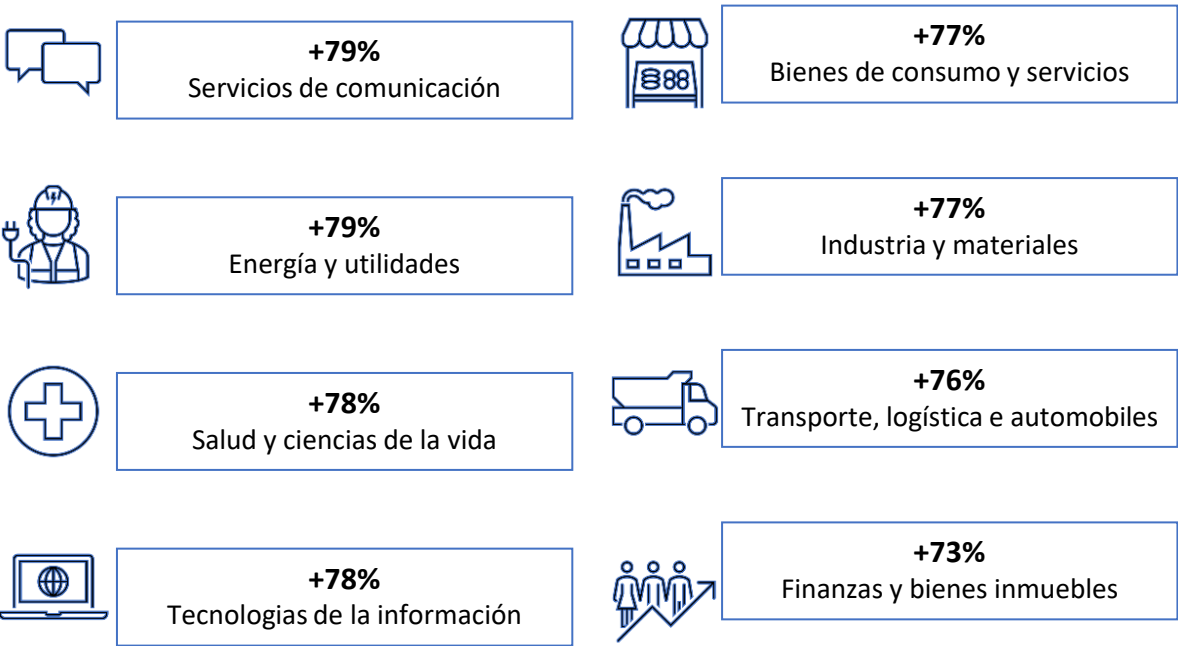 +79%
Servicios de comunicación
+79%
Energía y utilidades
+78%
Salud y ciencias de la vida
+78%
Tecnologias de la información
+77%
Bienes de consumo y servicios
+77%
Industria y materiales
+76%
Transporte, logística e automobiles
+73%
Finanzas y bienes inmuebles
88